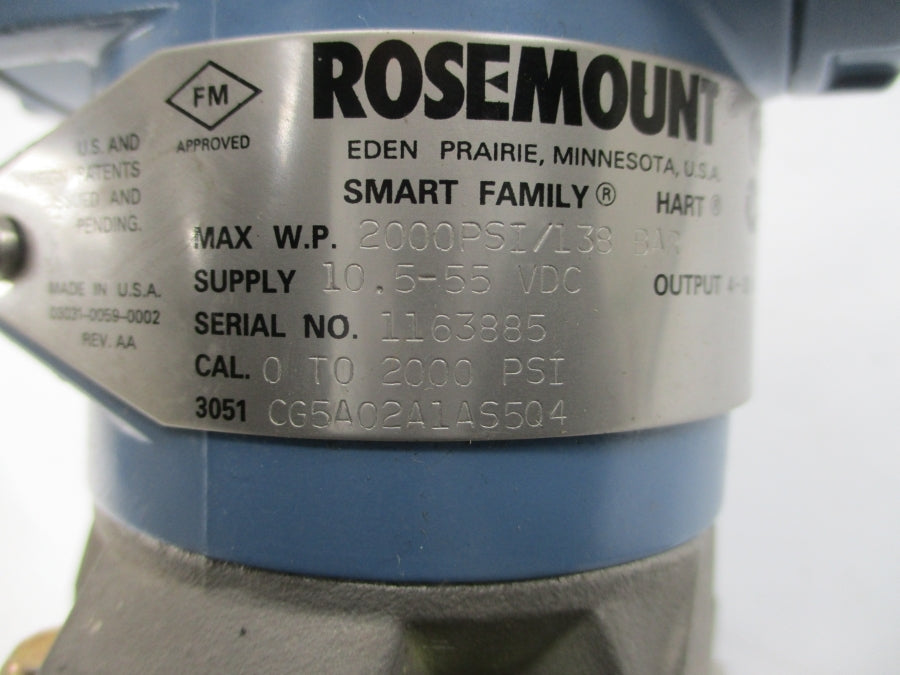 FM
APPROVED
ROSEMOUNT
EDEN PRAIRIE, MINNESOTA, U.S.A.
SMART FAMILY® HART®
MAX W.P. 2000PSI/138 BAR
SUPPLY 10.5-55 VDC OUTPUT
SERIAL NO. 1163885
CAL. 0 TO 2000 PSI
3051 CG5A02A1AS5Q4
U.S. AND
PATENTS
AND
PENDING.
MADE IN U.S.A.
03031-0059-0002
REV. AA